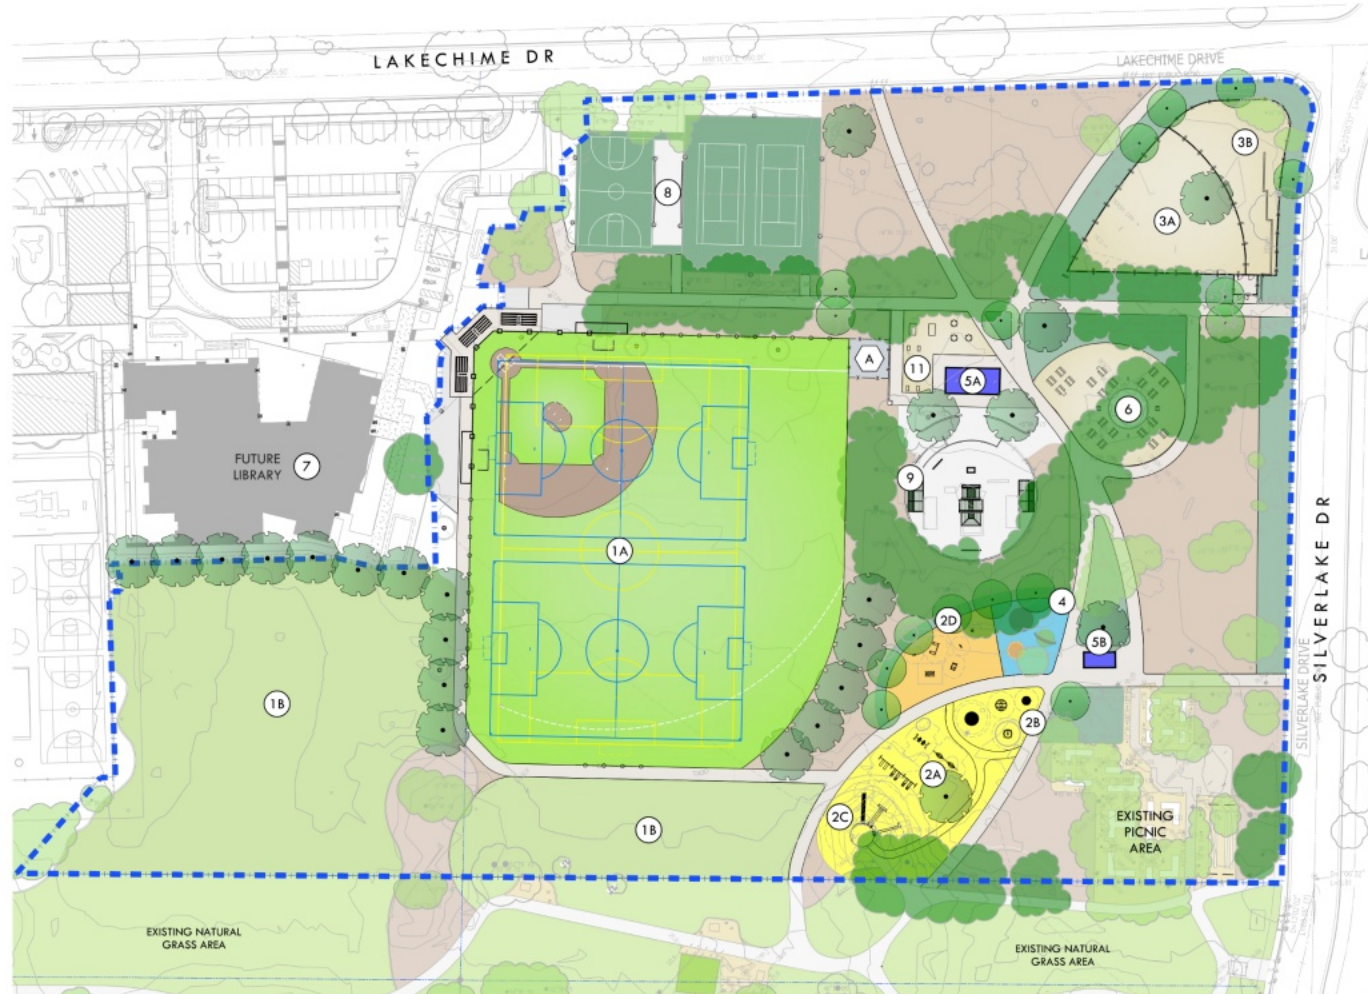 LAKECHIME DR
LAKECHIME DRIVE
3B
8
3A
A
11
5A
6
FUTURE
LIBRARY
7
9
SILVERLAKE DR
1A
4
2D
5B
SILVERLAKE DRIVE
1B
2B
2A
2C
1B
EXISTING
PICNIC
AREA
EXISTING NATURAL
GRASS AREA
EXISTING NATURAL
GRASS AREA